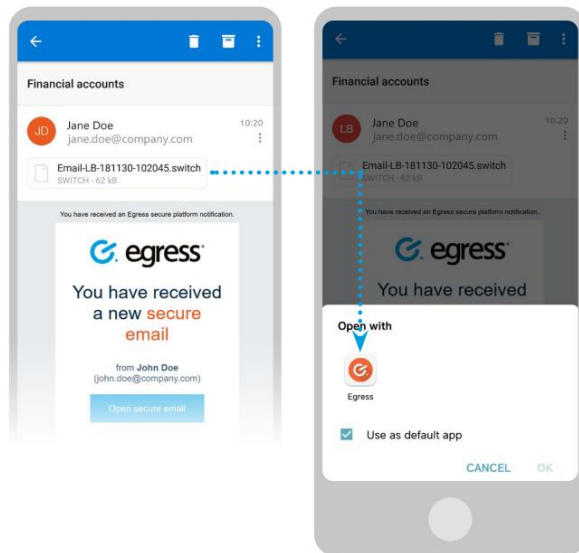 Financial accounts
JD
Jane Doe
10:20
jane.doe@company.com
Email-LB-181130-102045.switch
SWITCH - 62 kB
You have received an Egress secure platform notification.
egress
You have received
a new secure
email
from John Doe
(john.doe@company.com)
Open secure email
Financial accounts
LB
Jane Doe
10:20
jane.doe@company.com
Email-LB-181130-102045.switch
SWITCH - 62 kB
You have received an Egress secure platform notification.
egress
You have received
Open with
Egress
Use as default app
CANCEL OK